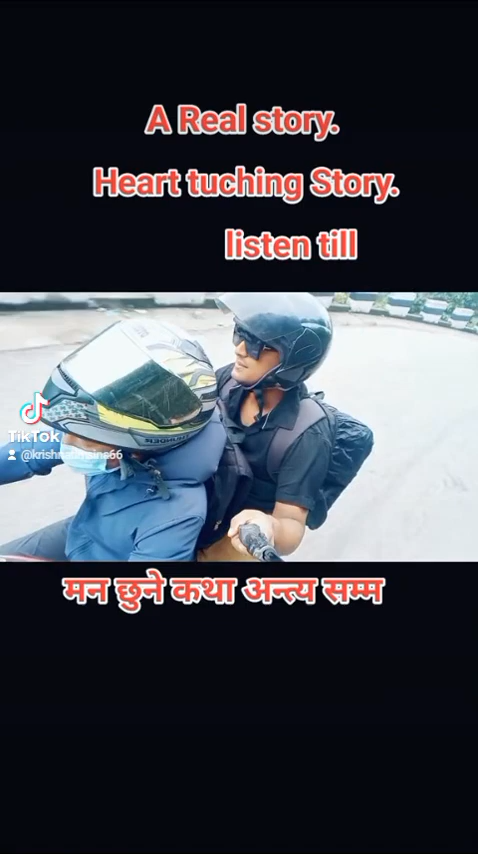 A Real story.
Heart tuching Story.
listen till
TikTok
मन छुने कथा अन्त्य सम्म